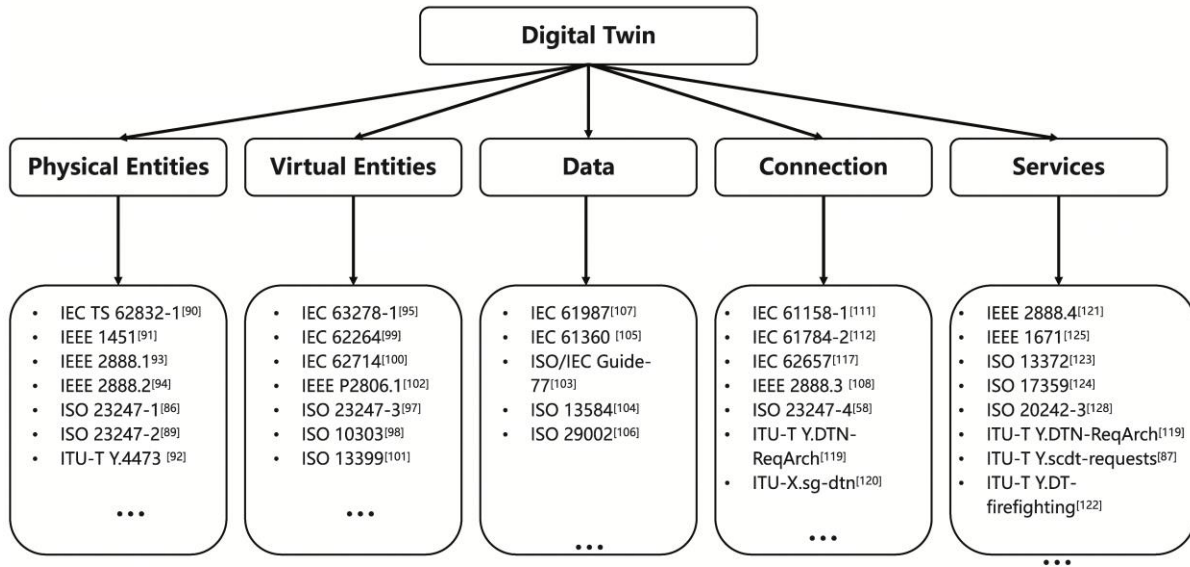 Digital Twin
Physical Entities
Virtual Entities
Data
Connection
Services
• IEC TS 62832-1[90]
• IEEE 1451[91]
• IEEE 2888.1[93]
• IEEE 2888.2[94]
• ISO 23247-1[86]
• ISO 23247-2[89]
• ITU-T Y.4473 [92]
...
• IEC 63278-1[95]
• IEC 62264[99]
• IEC 62714[100]
• IEEE P2806.1[102]
• ISO 23247-3[97]
• ISO 10303[98]
• ISO 13399[101]
...
• IEC 61987[107]
• IEC 61360 [105]
• ISO/IEC Guide-
77[103]
• ISO 13584[104]
• ISO 29002[106]
...
• IEC 61158-1[111]
• IEC 61784-2[112]
• IEC 62657[117]
• IEEE 2888.3 [108]
• ISO 23247-4[58]
• ITU-T Y.DTN-
ReqArch[119]
• ITU-X.sg-dtn[120]
...
• IEEE 2888.4[121]
• IEEE 1671[125]
• ISO 13372[123]
• ISO 17359[124]
• ISO 20242-3[128]
• ITU-T Y.DTN-ReqArch[119]
• ITU-T Y.scdt-requests[87]
• ITU-T Y.DT-
firefighting[122]
...